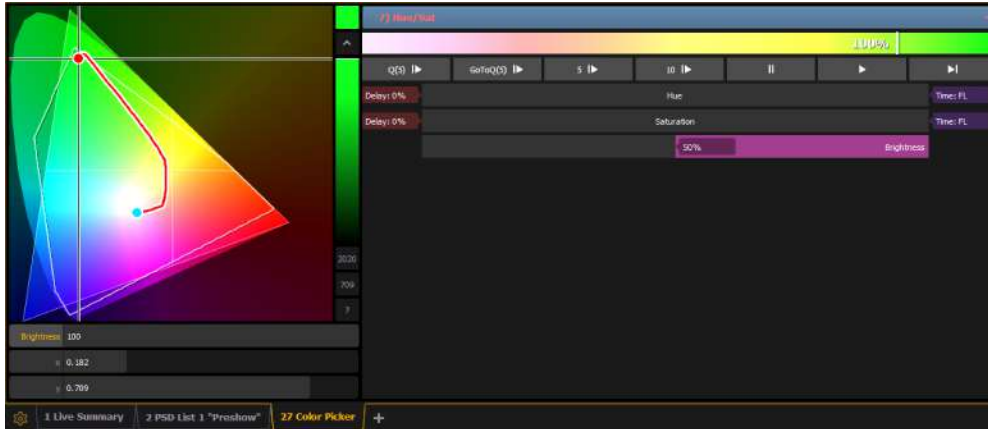 7) Hue/Sat
100%
Q(S)
GoToQ(S)
5
10
Delay: 0%
Hue
Time: FL
Delay: 0%
Saturation
Time: FL
50%
Brightness
2020
709
?
Brightness 100
x 0.182
y 0.709
1 Live Summary
2 PSD List 1 "Preshow"
27 Color Picker
+